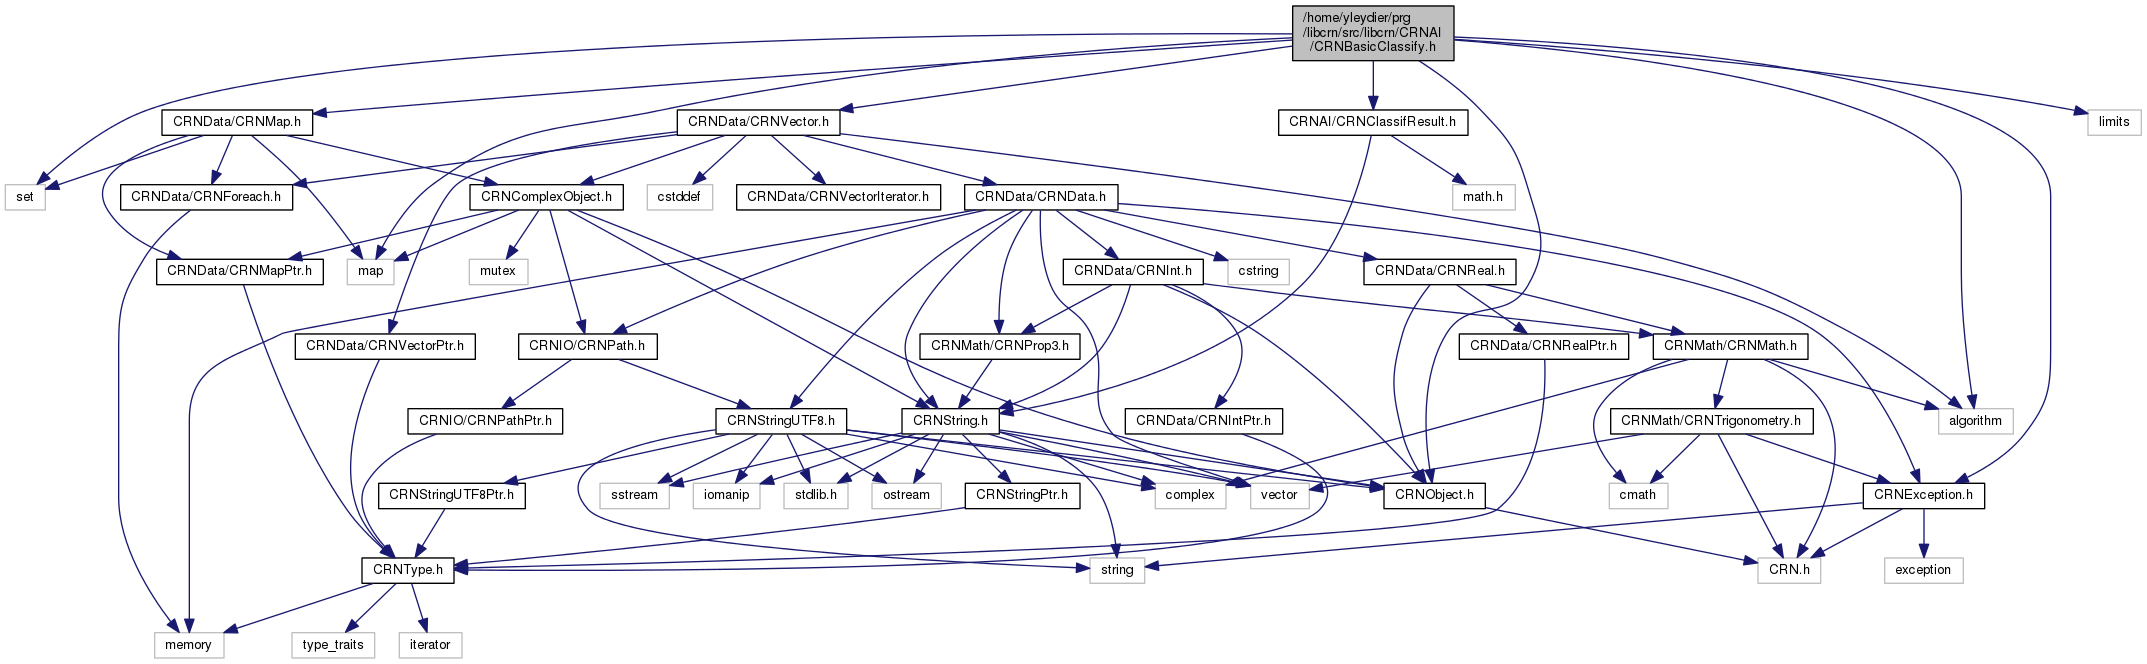 /home/yleydier/prg
/libcrn/src/libcrn/CRNAI
/CRNBasicClassify.h
CRNData/CRNMap.h
CRNData/CRNVector.h
CRNAI/CRNClassifResult.h
limits
set
CRNData/CRNForeach.h
CRNComplexObject.h
cstddef
CRNData/CRNVectorIterator.h
CRNData/CRNData.h
math.h
CRNData/CRNMapPtr.h
map
mutex
CRNData/CRNInt.h
cstring
CRNData/CRNReal.h
CRNData/CRNVectorPtr.h
CRNIO/CRNPath.h
CRNMath/CRNProp3.h
CRNData/CRNRealPtr.h
CRNMath/CRNMath.h
CRNIO/CRNPathPtr.h
CRNStringUTF8.h
CRNString.h
CRNData/CRNIntPtr.h
CRNMath/CRNTrigonometry.h
algorithm
CRNStringUTF8Ptr.h
sstream
iomanip
stdlib.h
ostream
CRNStringPtr.h
complex
vector
CRNObject.h
cmath
CRNException.h
CRNType.h
string
CRN.h
exception
memory
type_traits
iterator